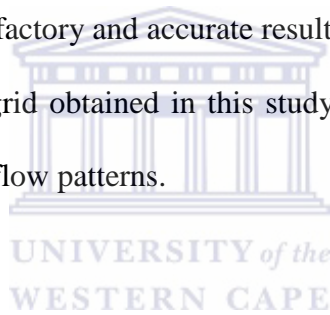 factory and accurate result
grid obtained in this study
flow patterns.
UNIVERSITY of the
WESTERN CAPE